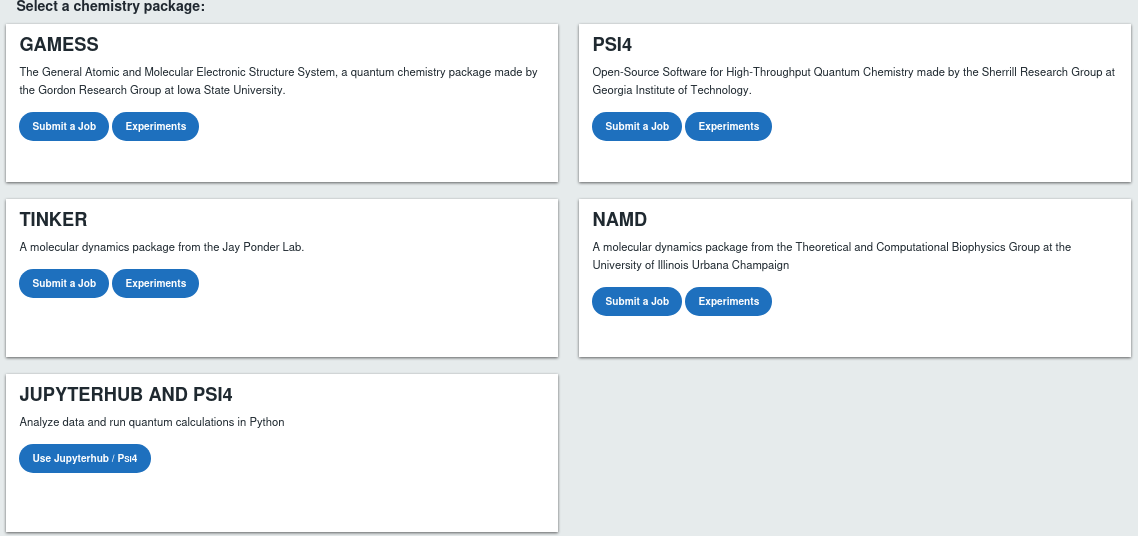 Select a chemistry package:
GAMESS
The General Atomic and Molecular Electronic Structure System, a quantum chemistry package made by
the Gordon Research Group at Iowa State University.
Submit a Job
Experiments
PSI4
Open-Source Software for High-Throughput Quantum Chemistry made by the Sherrill Research Group at
Georgia Institute of Technology.
Submit a Job
Experiments
TINKER
A molecular dynamics package from the Jay Ponder Lab.
Submit a Job
Experiments
NAMD
A molecular dynamics package from the Theoretical and Computational Biophysics Group at the
University of Illinois Urbana Champaign
Submit a Job
Experiments
JUPYTERHUB AND PSI4
Analyze data and run quantum calculations in Python
Use Jupyterhub / Psi4